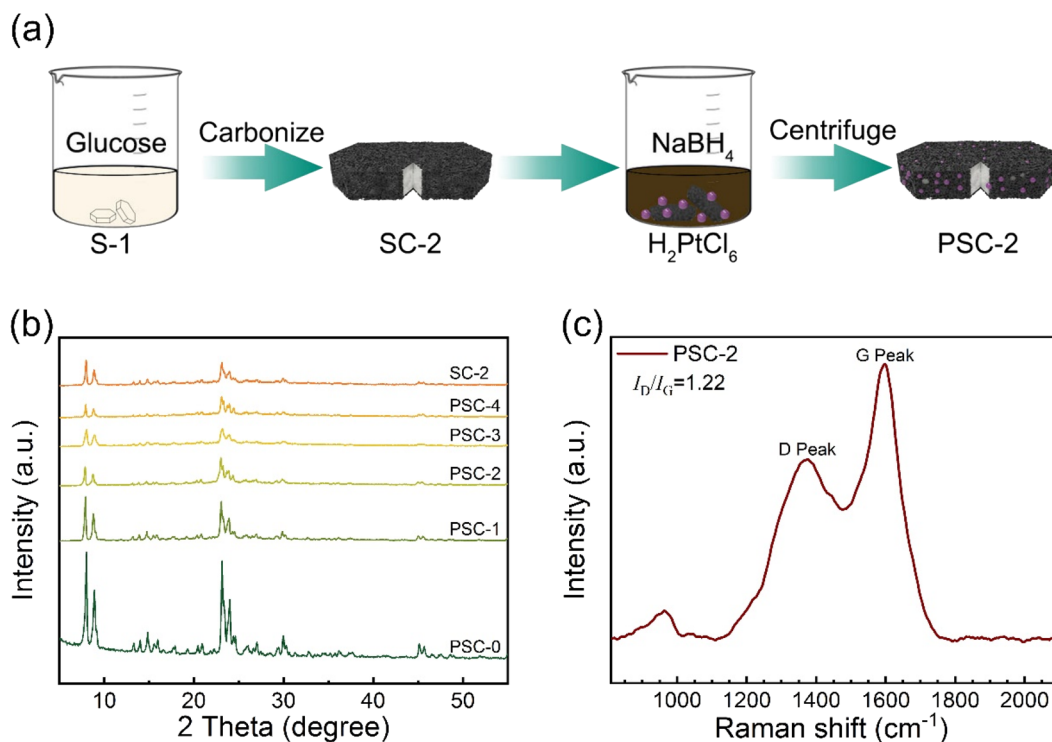 (a)
Glucose
Carbonize
NaBH₄
Centrifuge
S-1
SC-2
H₂PtCl₆
PSC-2
(b)
SC-2
PSC-4
PSC-3
PSC-2
PSC-1
PSC-0
Intensity (a.u.)
10 20 30 40 50
2 Theta (degree)
(c)
PSC-2
I_D/I_G=1.22
G Peak
D Peak
Intensity (a.u.)
1000 1200 1400 1600 1800 2000
Raman shift (cm⁻¹)